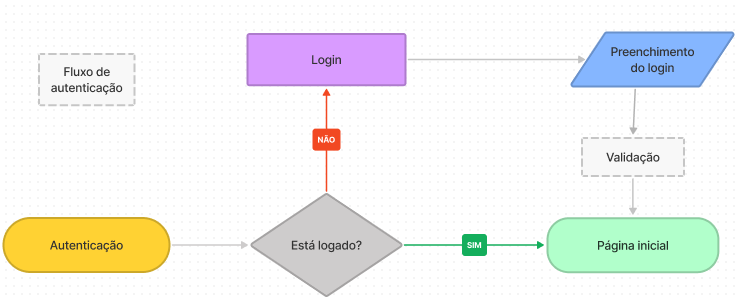 Fluxo de
autenticação
Login
Preenchimento
do login
NÃO
Validação
Autenticação
Está logado?
SIM
Página inicial